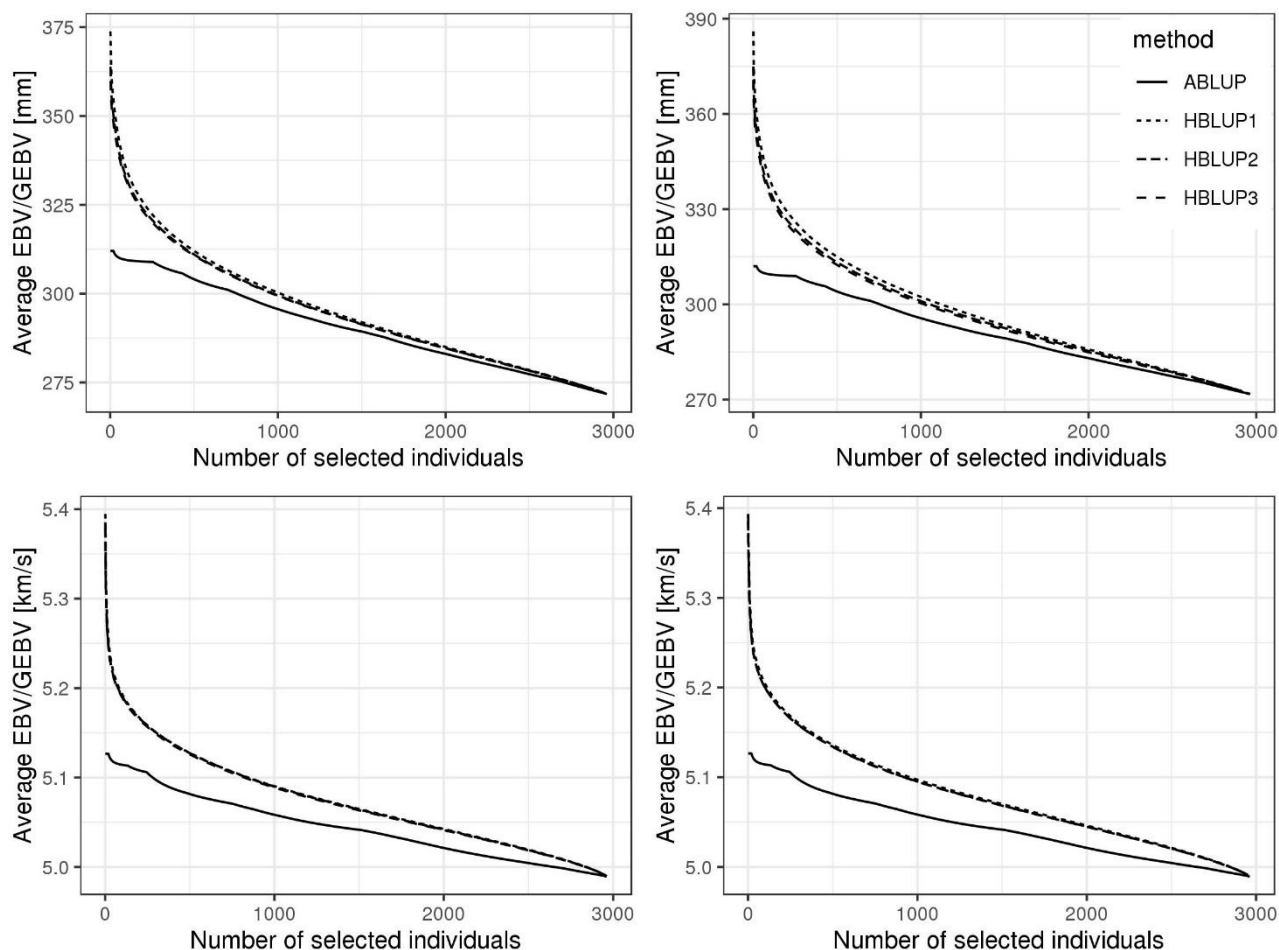 375
350
325
300
275
Average EBV/GEBV [mm]
0 1000 2000 3000
Number of selected individuals
390
360
330
300
270
Average EBV/GEBV [mm]
0 1000 2000 3000
Number of selected individuals
method
ABLUP
HBLUP1
HBLUP2
HBLUP3
5.4
5.3
5.2
5.1
5.0
Average EBV/GEBV [km/s]
0 1000 2000 3000
Number of selected individuals
5.4
5.3
5.2
5.1
5.0
Average EBV/GEBV [km/s]
0 1000 2000 3000
Number of selected individuals